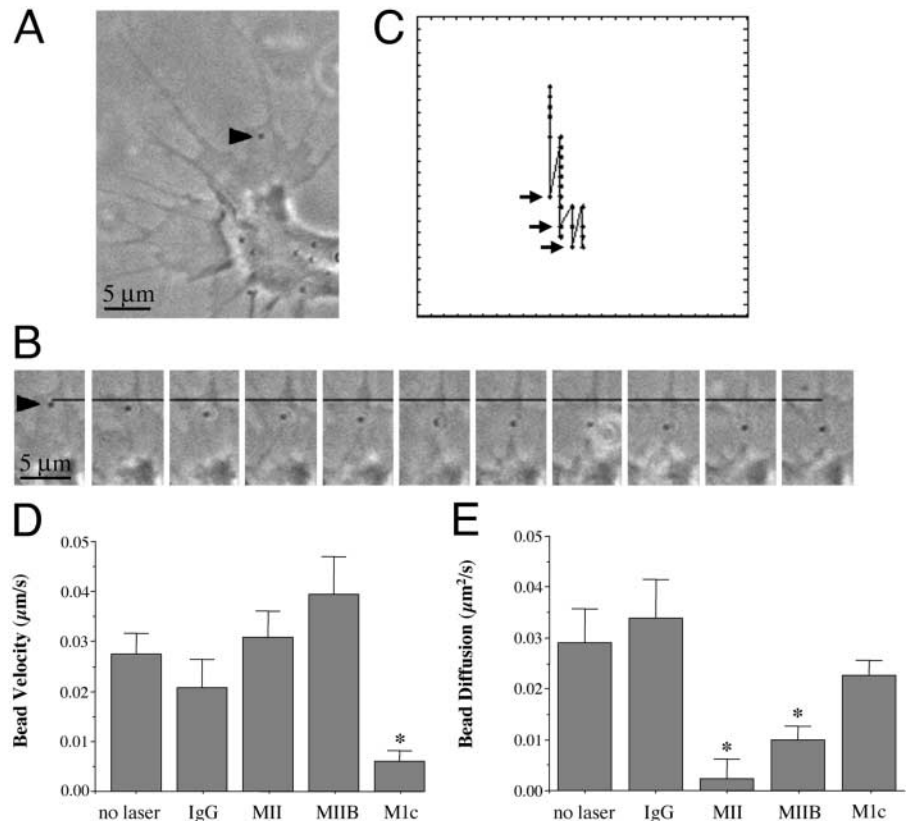 A
5 μm
C
B
5 μm
D
Bead Velocity (μm/s)
0.05
0.04
0.03
0.02
0.01
0.00
*
no laser IgG MII MIIB M1c
E
Bead Diffusion (μm²/s)
0.05
0.04
0.03
0.02
0.01
0.00
* *
no laser IgG MII MIIB M1c